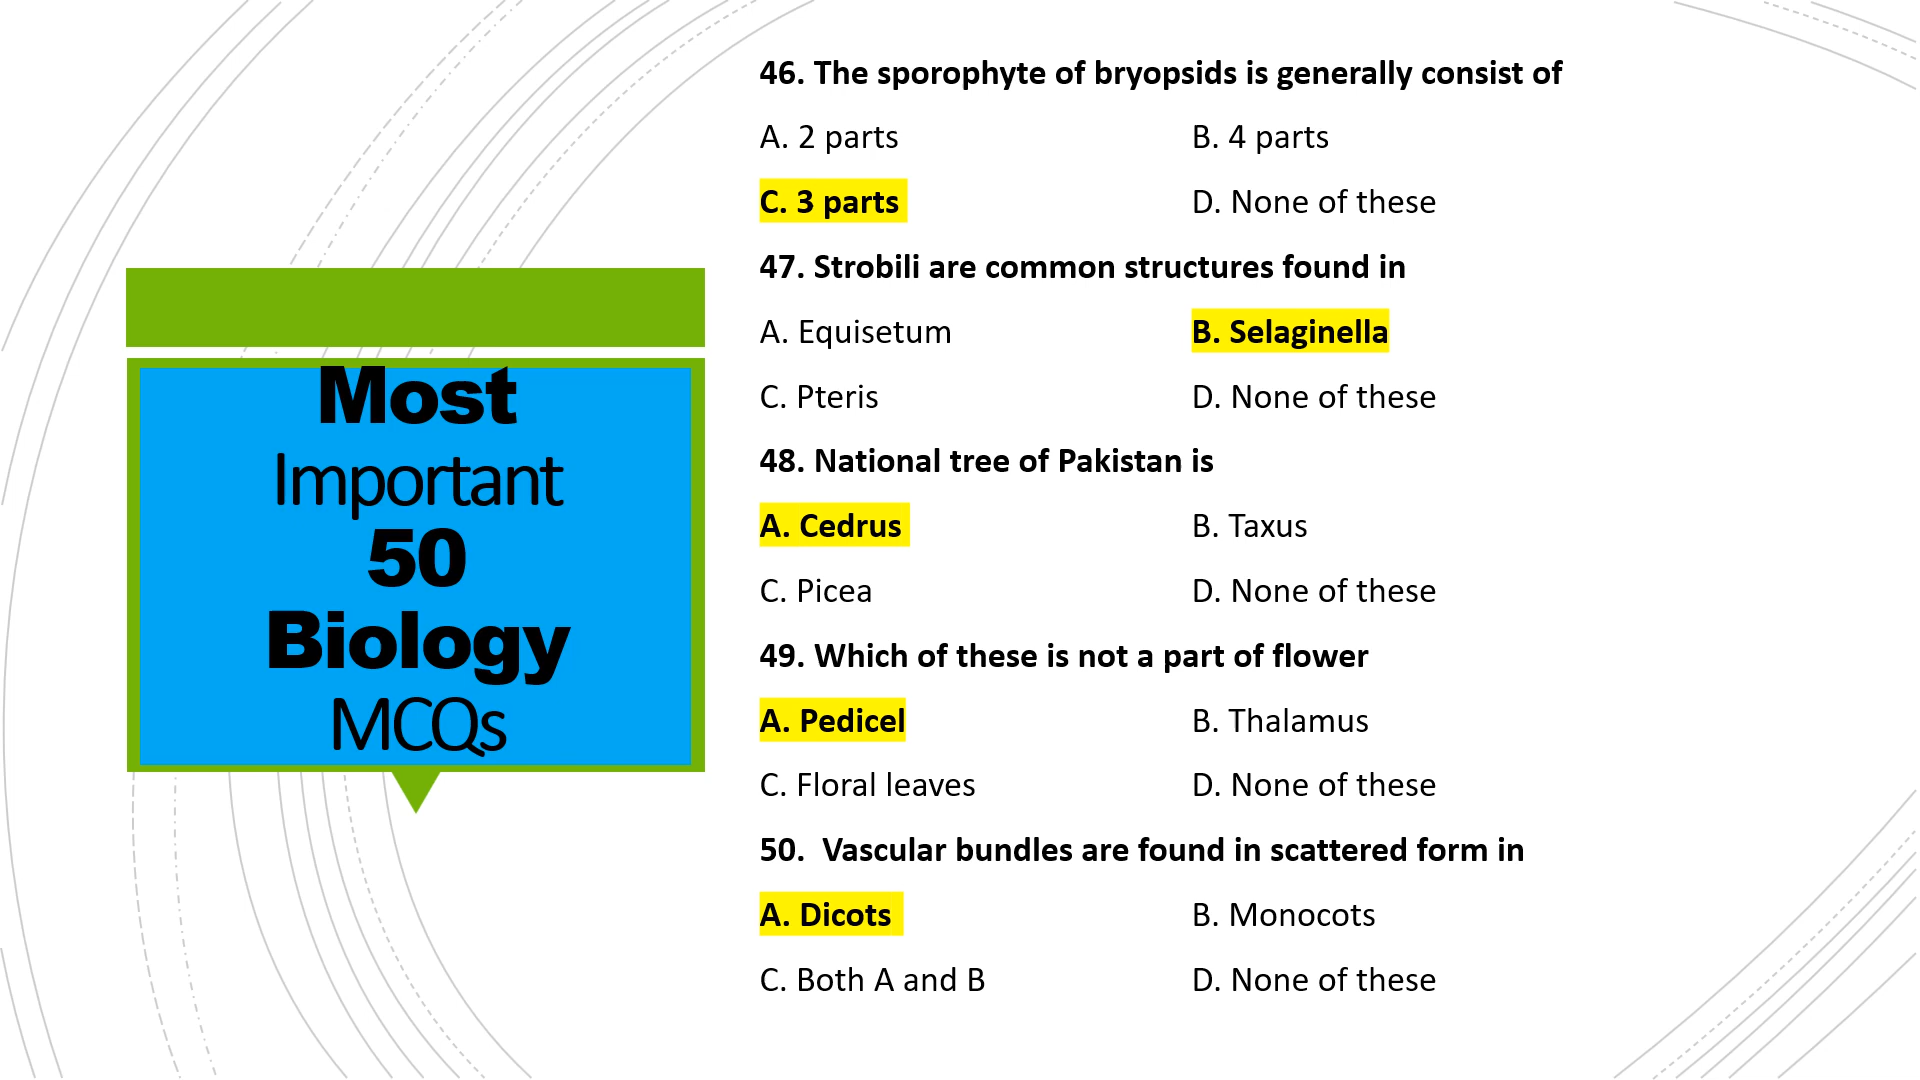 Most
Important
50
Biology
MCQs
46. The sporophyte of bryopsids is generally consist of
A. 2 parts B. 4 parts
C. 3 parts D. None of these
47. Strobili are common structures found in
A. Equisetum B. Selaginella
C. Pteris D. None of these
48. National tree of Pakistan is
A. Cedrus B. Taxus
C. Picea D. None of these
49. Which of these is not a part of flower
A. Pedicel B. Thalamus
C. Floral leaves D. None of these
50. Vascular bundles are found in scattered form in
A. Dicots B. Monocots
C. Both A and B D. None of these